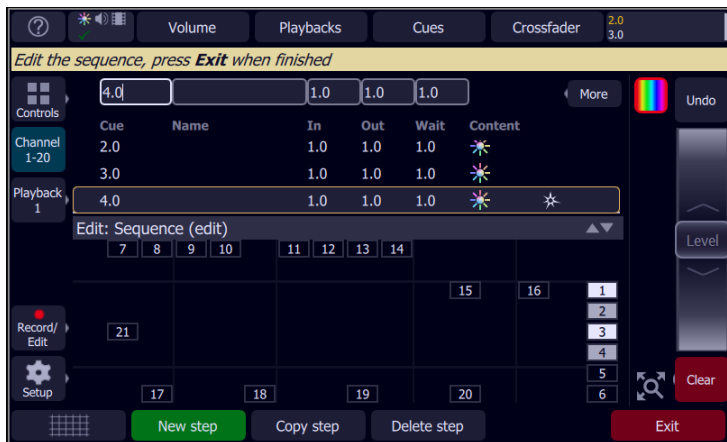 ?
Volume
Playbacks
Cues
Crossfader
2.0
3.0
Edit the sequence, press Exit when finished
Controls
4.0
1.0
1.0
1.0
More
Undo
Cue Name In Out Wait Content
Channel
1-20
2.0 1.0 1.0 1.0
3.0 1.0 1.0 1.0
Playback
1
4.0 1.0 1.0 1.0
Edit: Sequence (edit)
Level
7 8 9 10 11 12 13 14
15 16 1
2
21 3
4
5
17 18 19 20 6
Record/
Edit
Setup
Clear
New step
Copy step
Delete step
Exit